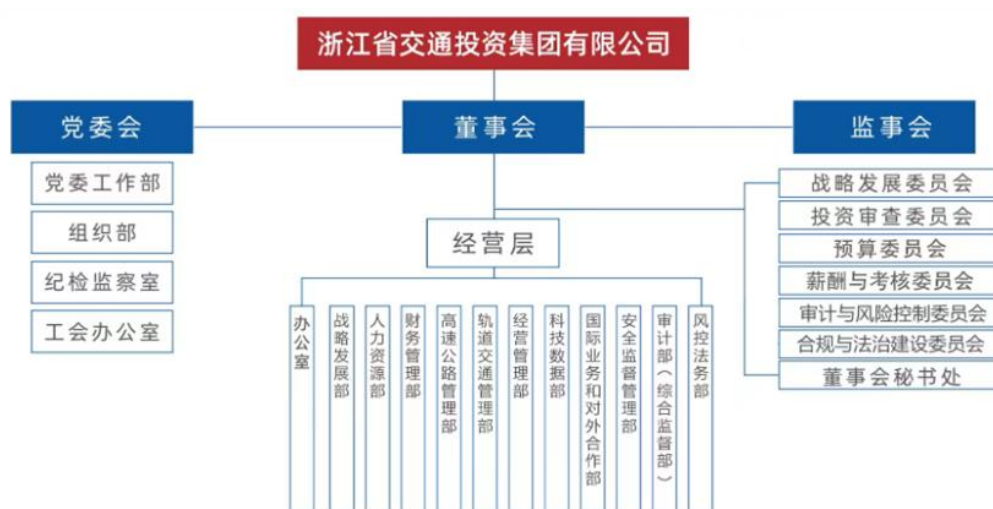 浙江省交通投资集团有限公司
党委会
董事会
监事会
党委工作部
组织部
纪检监察室
工会办公室
经营层
战略发展委员会
投资审查委员会
预算委员会
薪酬与考核委员会
审计与风险控制委员会
合规与法治建设委员会
董事会秘书处
办公室
战略发展部
人力资源部
财务管理部
高速公路管理部
轨道交通管理部
经营管理部
科技数据部
国际业务和对外合作部
安全监督管理部
审计部（综合监督部）
风控法务部